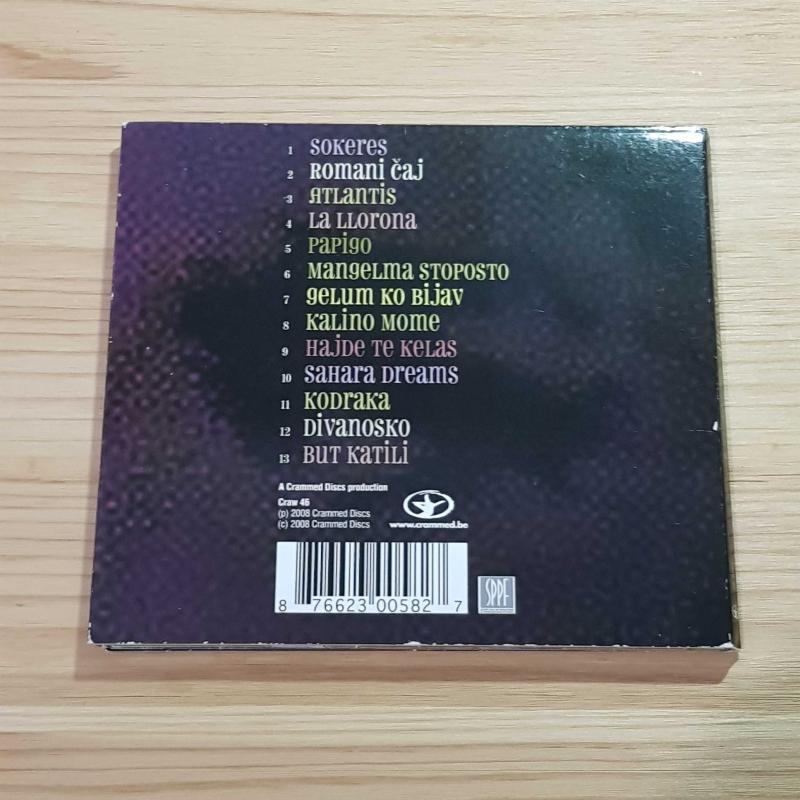 1 Sokeres
2 Romani Čaj
3 Atlantis
4 La Llorona
5 Papigo
6 Mangelma Stoposto
7 Gelum Ko Bijav
8 Kalino Mome
9 Hajde Te Kelas
10 Sahara Dreams
11 Kodraka
12 Divanosko
13 But Katili
A Crammed Discs production
Craw 46
(p) 2008 Crammed Discs
(c) 2008 Crammed Discs
www.crammed.be
8 76623 00582 7
SPPF